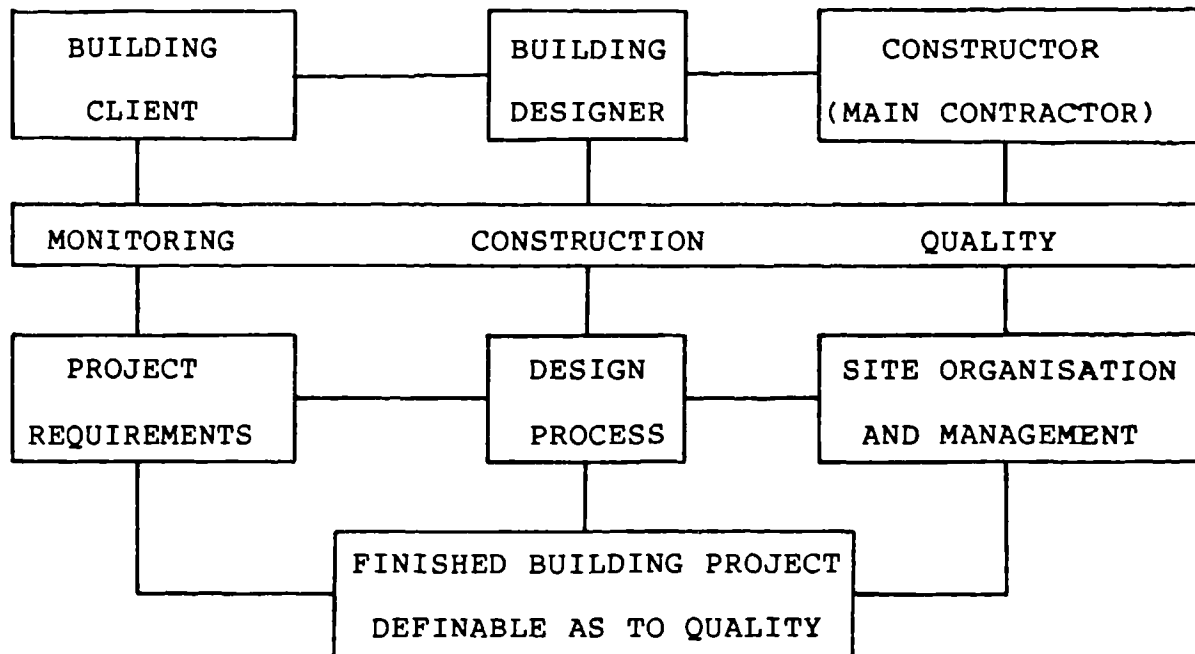 BUILDING
CLIENT
BUILDING
DESIGNER
CONSTRUCTOR
(MAIN CONTRACTOR)
MONITORING CONSTRUCTION QUALITY
PROJECT
REQUIREMENTS
DESIGN
PROCESS
SITE ORGANISATION
AND MANAGEMENT
FINISHED BUILDING PROJECT
DEFINABLE AS TO QUALITY